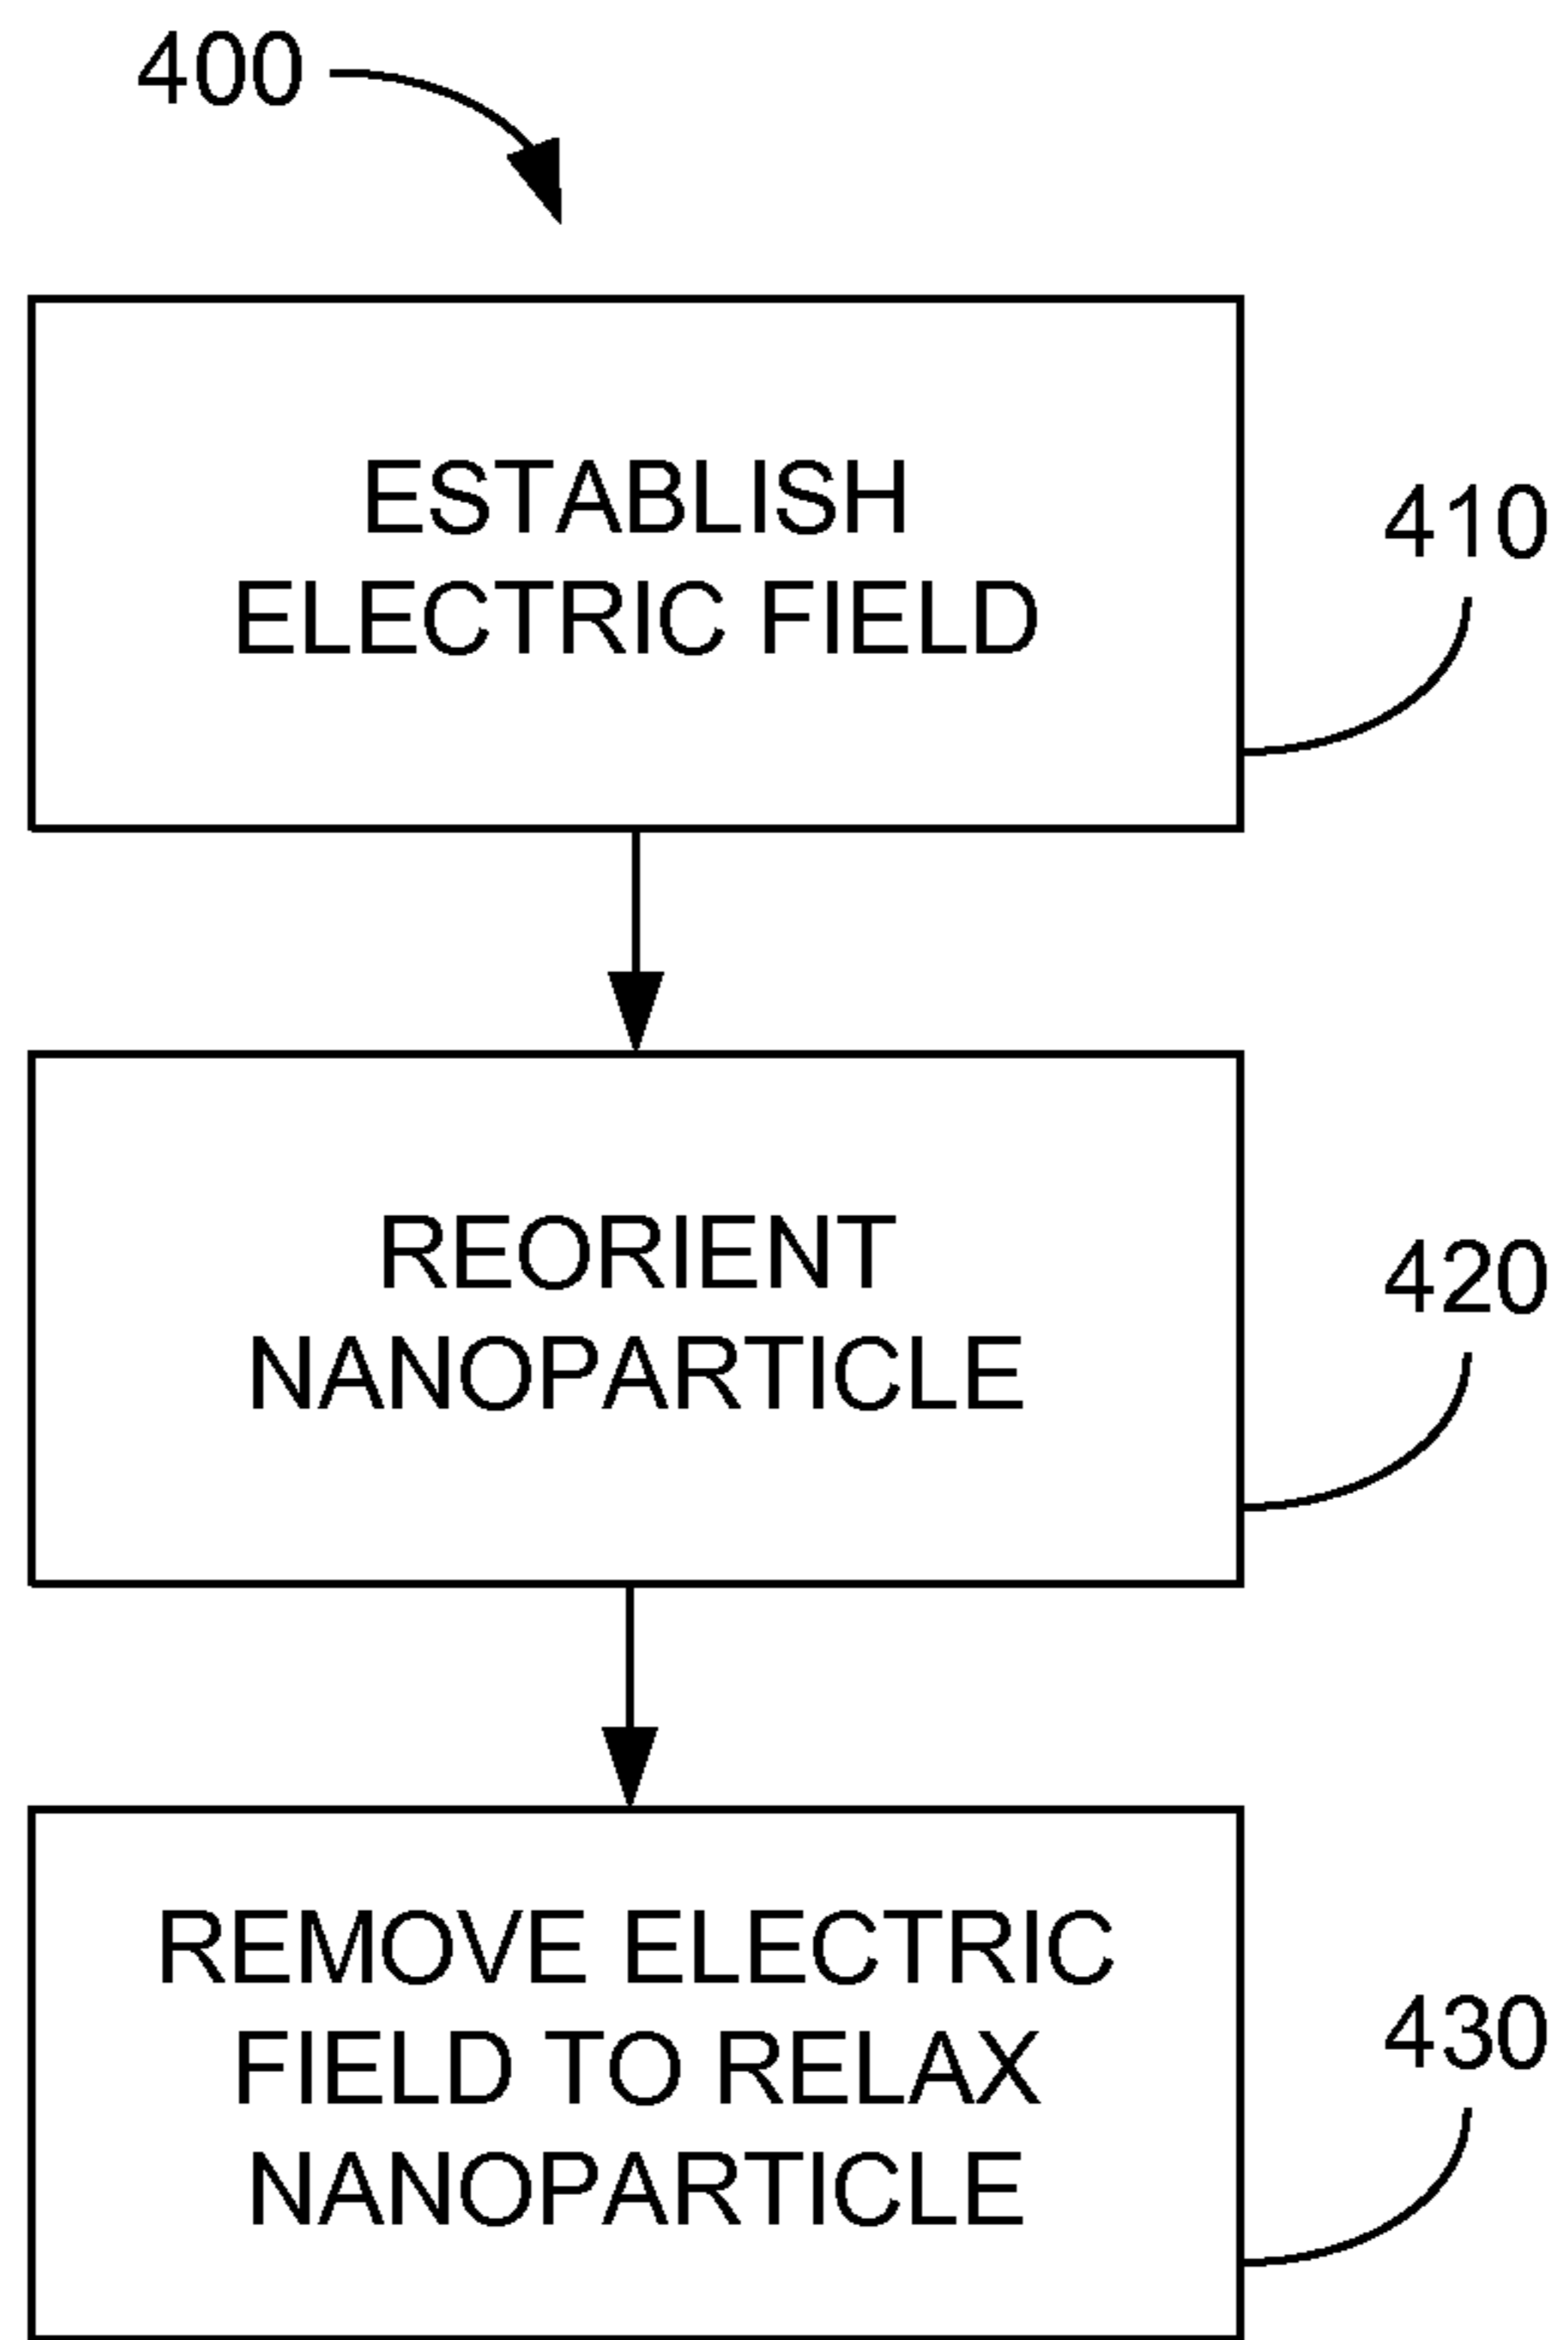 400
ESTABLISH
ELECTRIC FIELD
410
REORIENT
NANOPARTICLE
420
REMOVE ELECTRIC
FIELD TO RELAX
NANOPARTICLE
430